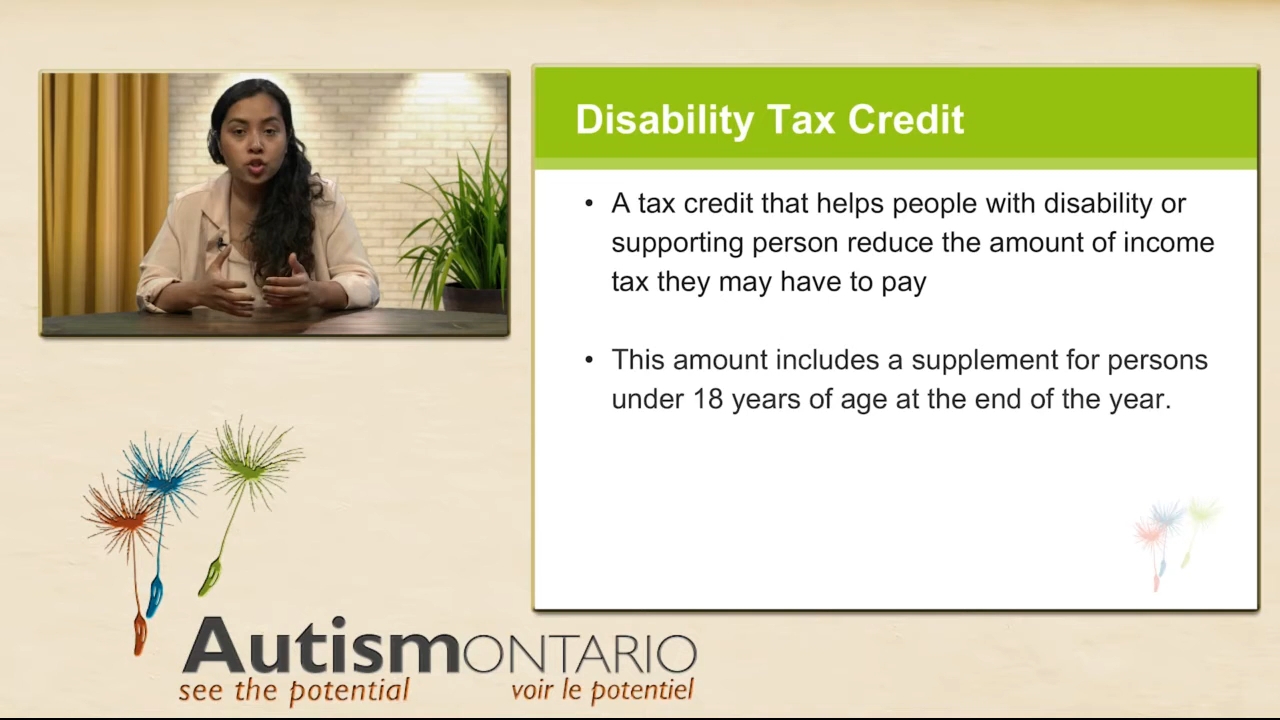 Disability Tax Credit
• A tax credit that helps people with disability or
supporting person reduce the amount of income
tax they may have to pay
• This amount includes a supplement for persons
under 18 years of age at the end of the year.
AutismONTARIO
see the potential voir le potentiel